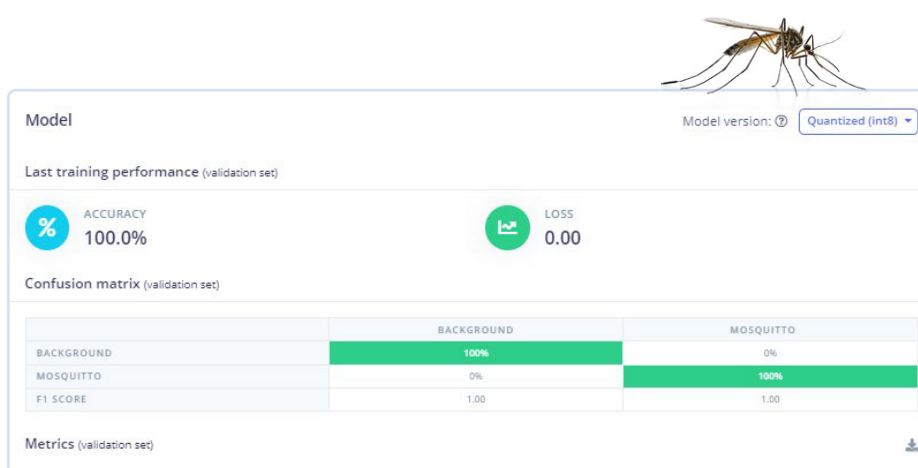 Model
Model version: Quantized (int8)
Last training performance (validation set)
% ACCURACY
100.0%
LOSS
0.00
Confusion matrix (validation set)
BACKGROUND MOSQUITTO
BACKGROUND 100% 0%
MOSQUITTO 0% 100%
F1 SCORE 1.00 1.00
Metrics (validation set)